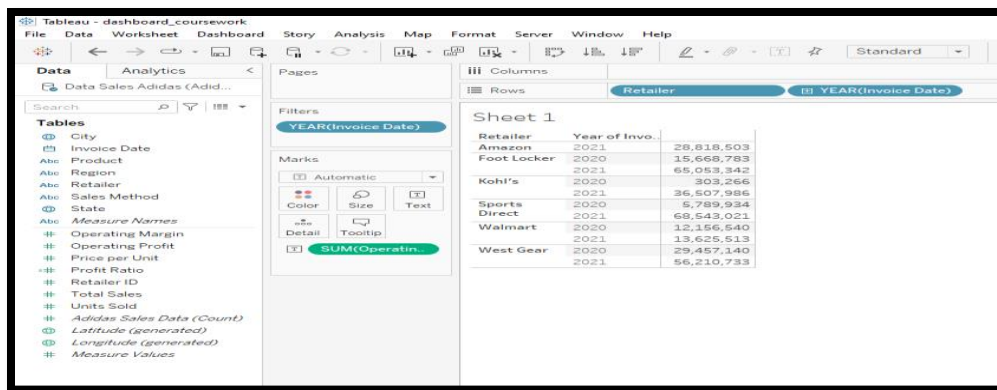 Tableau - dashboard_coursework
File Data Worksheet Dashboard Story Analysis Map Format Server Window Help
Standard
Data Analytics <
Data Sales Adidas (Adid...
Search
Tables
City
Invoice Date
Abc Product
Abc Region
Abc Retailer
Abc Sales Method
State
Abc Measure Names
# Operating Margin
# Operating Profit
# Price per Unit
=# Profit Ratio
# Retailer ID
# Total Sales
# Units Sold
# Adidas Sales Data (Count)
Latitude (generated)
Longitude (generated)
# Measure Values
Pages
Filters
YEAR(Invoice Date)
Marks
Automatic
Color Size Text
Detail Tooltip
SUM(Operatin...
Columns
Rows Retailer YEAR(Invoice Date)
Sheet 1
Retailer Year of Invo..
Amazon 2021 28,818,503
Foot Locker 2020 15,668,783
2021 65,053,342
Kohl's 2020 303,266
2021 36,507,986
Sports Direct 2020 5,789,934
2021 68,543,021
Walmart 2020 12,156,540
2021 13,625,513
West Gear 2020 29,457,140
2021 56,210,733